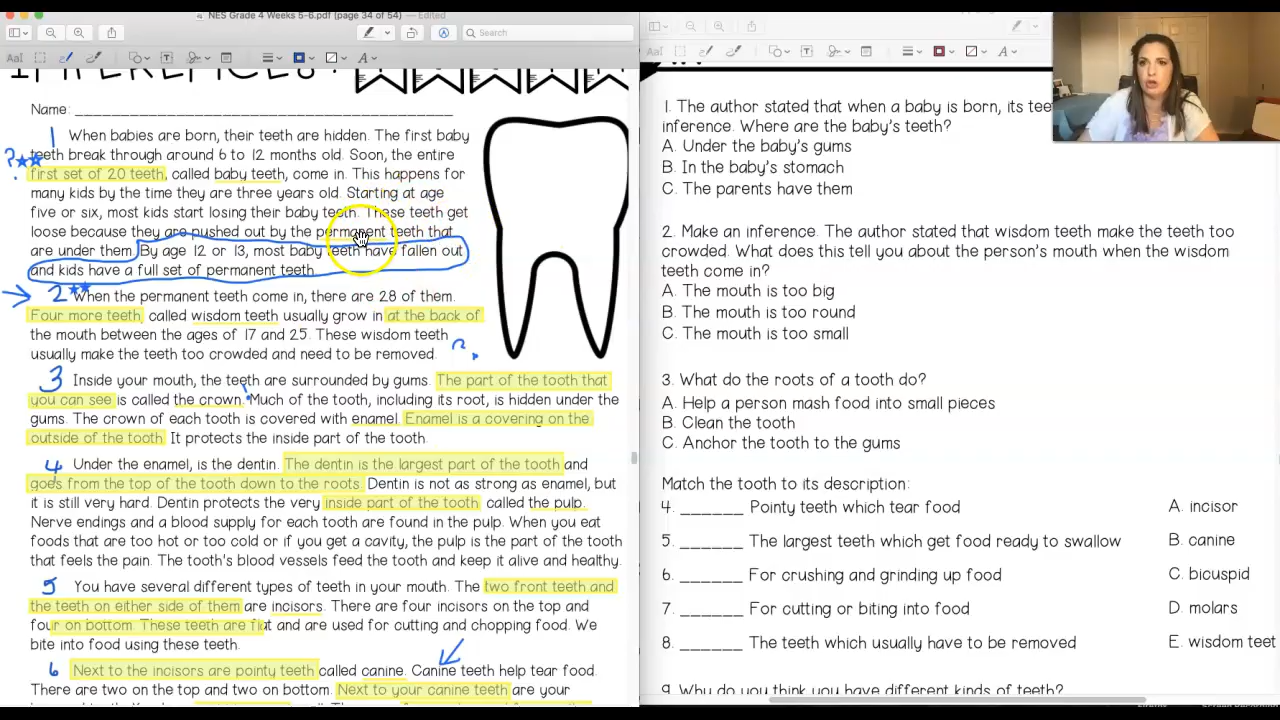 NES Grade 4 Weeks 5-6.pdf (page 34 of 54) — Edited
Search
INFERENCES:
Name:
1 When babies are born, their teeth are hidden. The first baby
teeth break through around 6 to 12 months old. Soon, the entire
first set of 20 teeth, called baby teeth, come in. This happens for
many kids by the time they are three years old. Starting at age
five or six, most kids start losing their baby teeth. These teeth get
loose because they are pushed out by the permanent teeth that
are under them. By age 12 or 13, most baby teeth have fallen out
and kids have a full set of permanent teeth.
2 When the permanent teeth come in, there are 28 of them.
Four more teeth, called wisdom teeth usually grow in at the back of
the mouth between the ages of 17 and 25. These wisdom teeth
usually make the teeth too crowded and need to be removed.
3 Inside your mouth, the teeth are surrounded by gums. The part of the tooth that
you can see is called the crown. Much of the tooth, including its root, is hidden under the
gums. The crown of each tooth is covered with enamel. Enamel is a covering on the
outside of the tooth. It protects the inside part of the tooth.
4 Under the enamel, is the dentin. The dentin is the largest part of the tooth and
goes from the top of the tooth down to the roots. Dentin is not as strong as enamel, but
it is still very hard. Dentin protects the very inside part of the tooth called the pulp.
Nerve endings and a blood supply for each tooth are found in the pulp. When you eat
foods that are too hot or too cold or if you get a cavity, the pulp is the part of the tooth
that feels the pain. The tooth's blood vessels feed the tooth and keep it alive and healthy.
5 You have several different types of teeth in your mouth. The two front teeth and
the teeth on either side of them are incisors. There are four incisors on the top and
four on bottom. These teeth are flat and are used for cutting and chopping food. We
bite into food using these teeth.
6 Next to the incisors are pointy teeth called canine. Canine teeth help tear food.
There are two on the top and two on bottom. Next to your canine teeth are your
1. The author stated that when a baby is born, its tee
inference. Where are the baby's teeth?
A. Under the baby's gums
B. In the baby's stomach
C. The parents have them
2. Make an inference. The author stated that wisdom teeth make the teeth too
crowded. What does this tell you about the person's mouth when the wisdom
teeth come in?
A. The mouth is too big
B. The mouth is too round
C. The mouth is too small
3. What do the roots of a tooth do?
A. Help a person mash food into small pieces
B. Clean the tooth
C. Anchor the tooth to the gums
Match the tooth to its description:
4. ______ Pointy teeth which tear food A. incisor
5. ______ The largest teeth which get food ready to swallow B. canine
6. ______ For crushing and grinding up food C. bicuspid
7. ______ For cutting or biting into food D. molars
8. ______ The teeth which usually have to be removed E. wisdom teet
9. Why do you think you have different kinds of teeth?